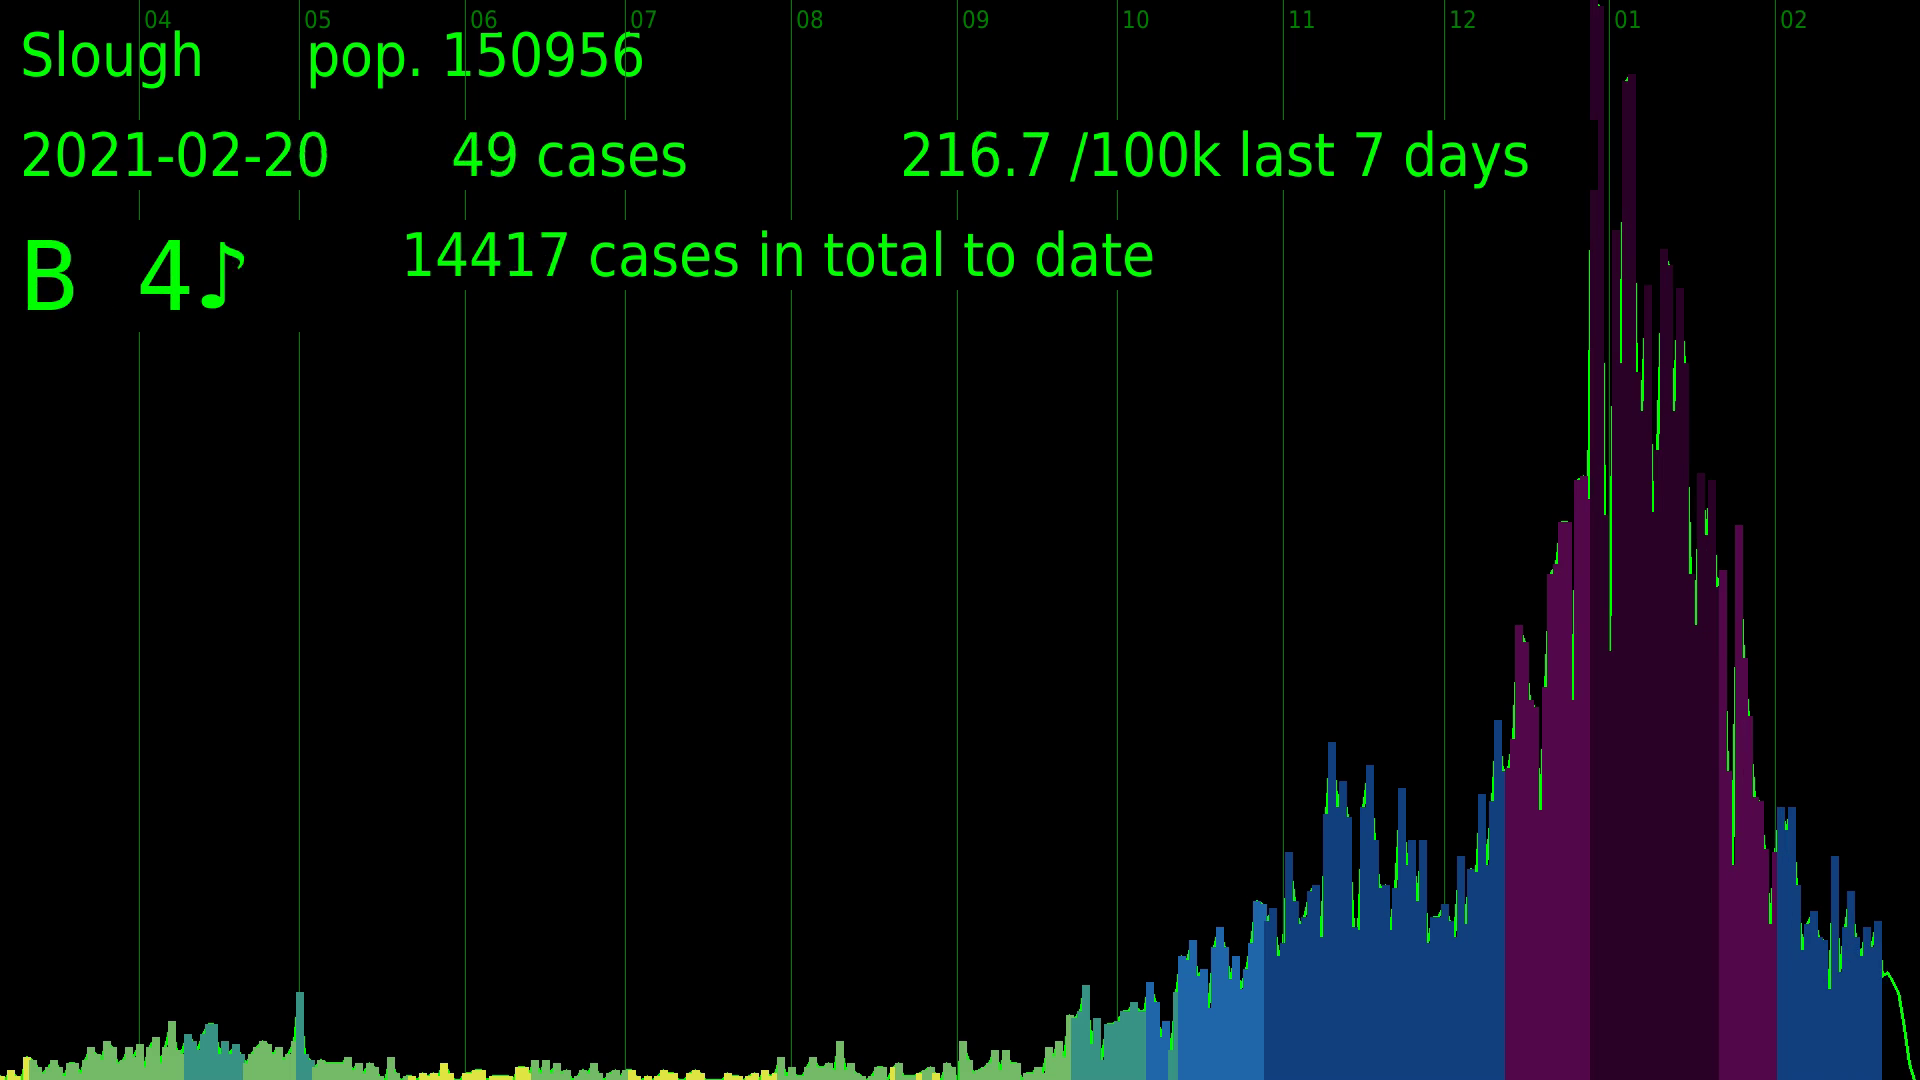 04 05 06 07 08 09 10 11 12 01 02
Slough pop. 150956
2021-02-20 49 cases 216.7 /100k last 7 days
B 4♪ 14417 cases in total to date